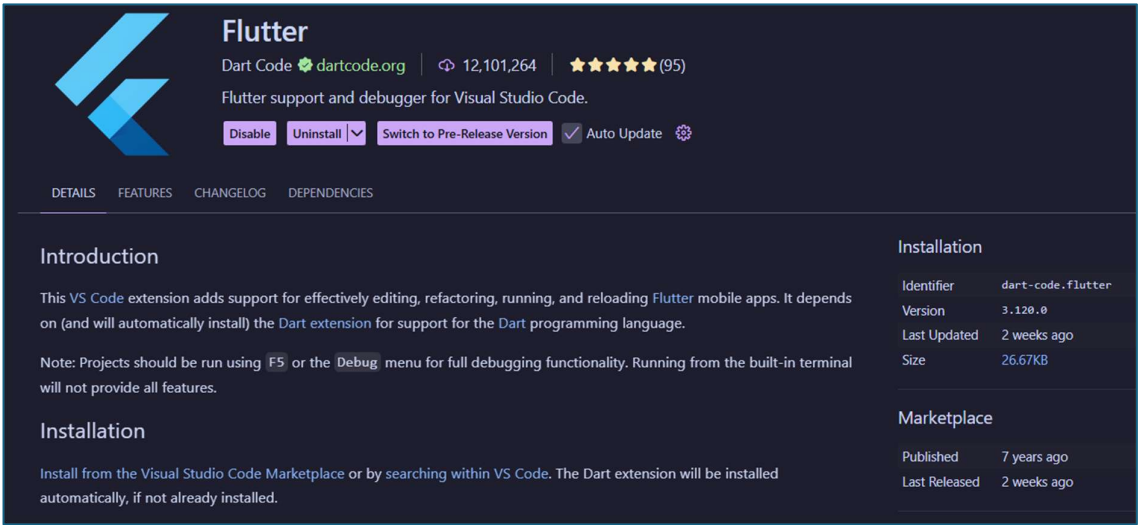 Flutter
Dart Code dartcode.org 12,101,264 (95)
Flutter support and debugger for Visual Studio Code.
Disable Uninstall Switch to Pre-Release Version Auto Update
DETAILS FEATURES CHANGELOG DEPENDENCIES
Introduction
This VS Code extension adds support for effectively editing, refactoring, running, and reloading Flutter mobile apps. It depends
on (and will automatically install) the Dart extension for support for the Dart programming language.
Note: Projects should be run using F5 or the Debug menu for full debugging functionality. Running from the built-in terminal
will not provide all features.
Installation
Install from the Visual Studio Code Marketplace or by searching within VS Code. The Dart extension will be installed
automatically, if not already installed.
Installation
Identifier dart-code.flutter
Version 3.120.0
Last Updated 2 weeks ago
Size 26.67KB
Marketplace
Published 7 years ago
Last Released 2 weeks ago